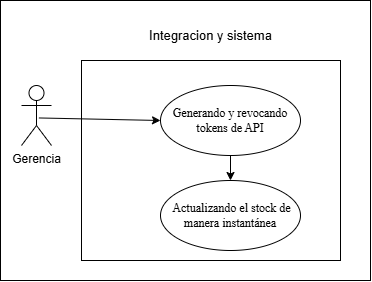 Integracion y sistema
Generando y revocando
tokens de API
Gerencia
Actualizando el stock de
manera instantánea